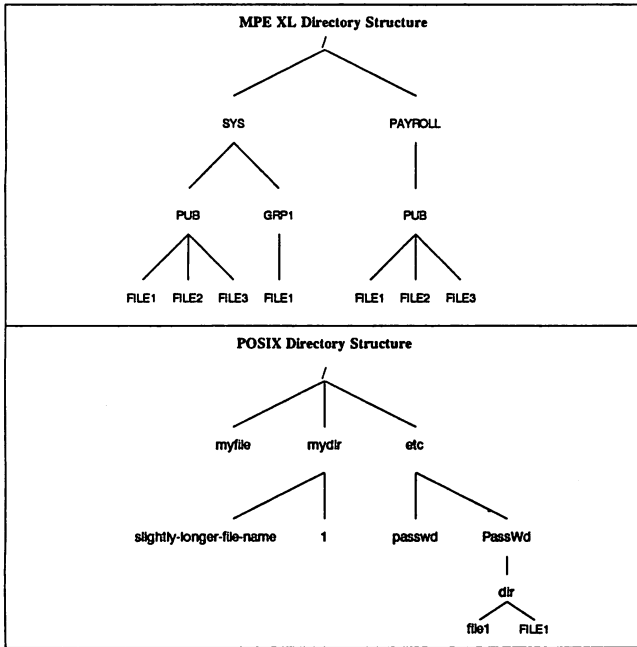 MPE XL Directory Structure
/
SYS PAYROLL
PUB GRP1 PUB
FILE1 FILE2 FILE3 FILE1 FILE1 FILE2 FILE3
POSIX Directory Structure
/
myfile mydir etc
slightly-longer-file-name 1 passwd PassWd
dir
file1 FILE1